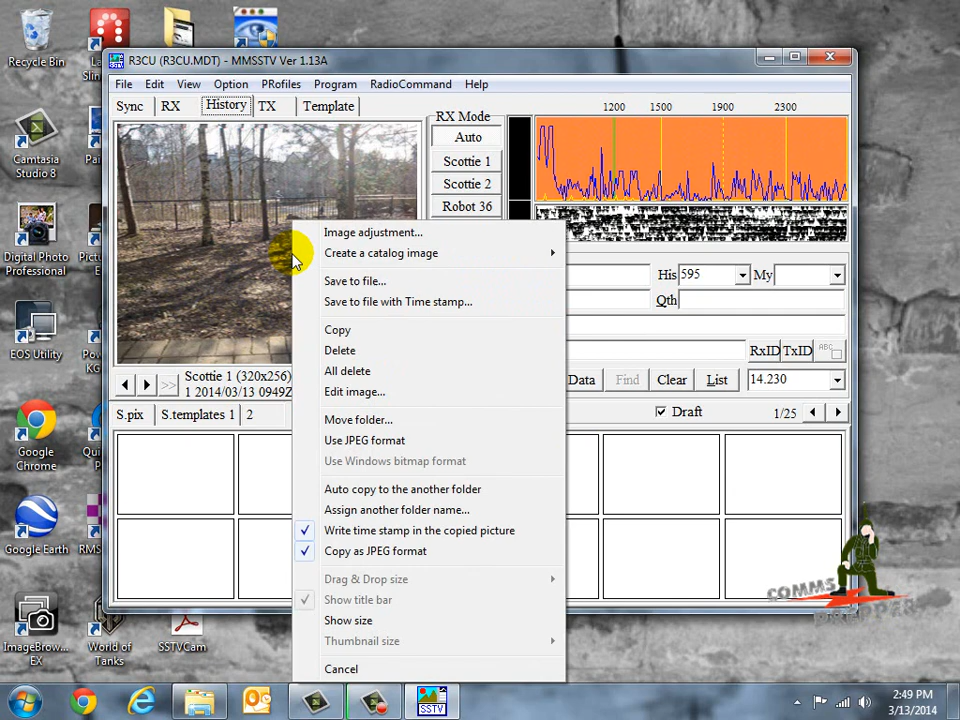 Recycle Bin
Camtasia Studio 8
Digital Photo Professional
EOS Utility
Google Chrome
Google Earth
ImageBrow... EX
World of Tanks
SSTVCam
R3CU (R3CU.MDT) - MMSSTV Ver 1.13A
File Edit View Option PRofiles Program RadioCommand Help
Sync RX History TX Template
RX Mode
Auto
Scottie 1
Scottie 2
Robot 36
1200 1500 1900 2300
His 595 My
Qth
RxID TxID ABC
Data Find Clear List 14.230
Draft 1/25
>> Scottie 1 (320x256)
1 2014/03/13 0949Z
S.pix S.templates 1 2
Image adjustment...
Create a catalog image
Save to file...
Save to file with Time stamp...
Copy
Delete
All delete
Edit image...
Move folder...
Use JPEG format
Use Windows bitmap format
Auto copy to the another folder
Assign another folder name...
Write time stamp in the copied picture
Copy as JPEG format
Drag & Drop size
Show title bar
Show size
Thumbnail size
Cancel
COMMS
SSTV
2:49 PM
3/13/2014